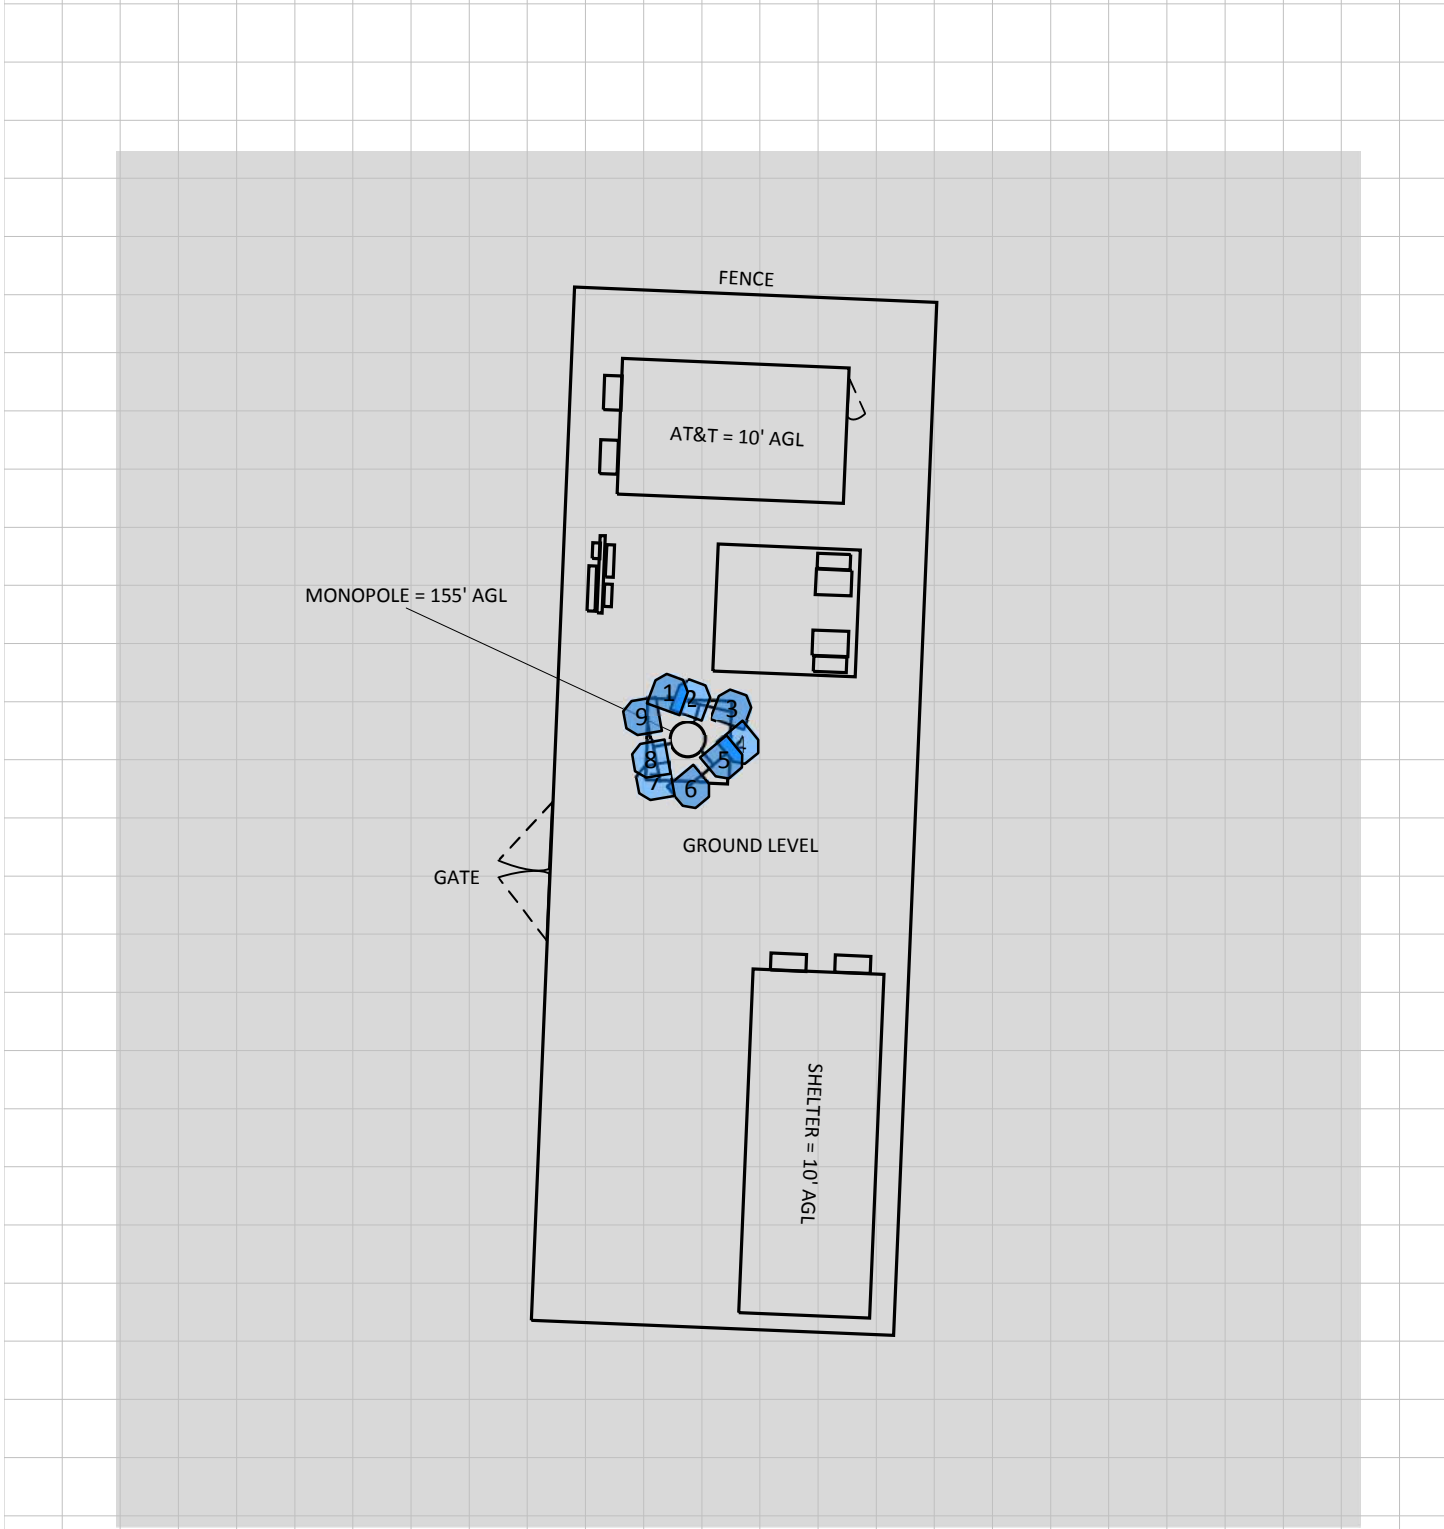 FENCE
AT&T = 10' AGL
MONOPOLE = 155' AGL
1
2
3
9
4
5
8
7
6
GROUND LEVEL
GATE
SHELTER = 10' AGL